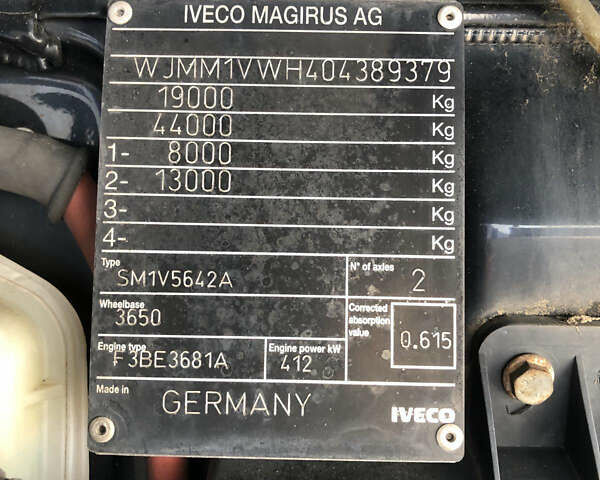 IVECO MAGIRUS AG
WJMM1VWH404389379
19000 Kg
44000 Kg
1- 8000 Kg
2- 13000 Kg
3- Kg
4- Kg
Type SM1V5642A
N° of axles 2
Wheelbase 3650
Corrected absorption value 0.615
Engine type F3BE3681A
Engine power kW 412
Made in GERMANY
IVECO